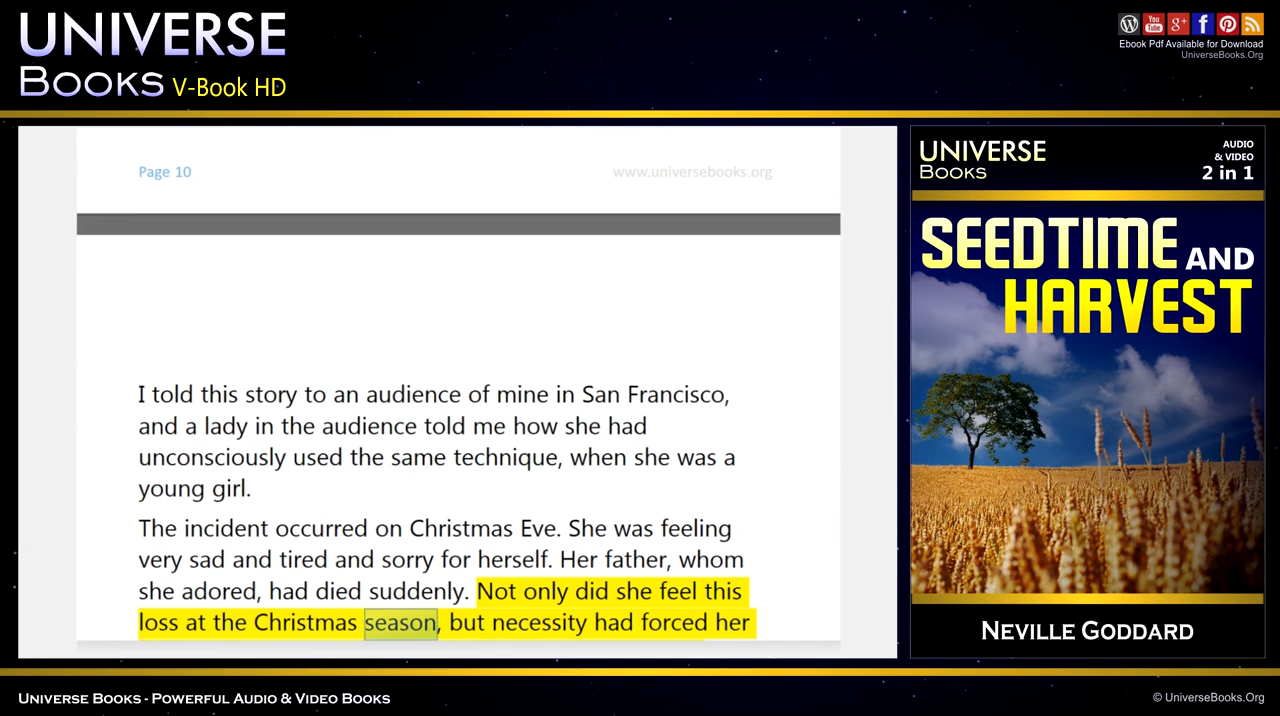 UNIVERSE
BOOKS V-Book HD
Ebook Pdf Available for Download
UniverseBooks.Org
Page 10
www.universebooks.org
I told this story to an audience of mine in San Francisco,
and a lady in the audience told me how she had
unconsciously used the same technique, when she was a
young girl.
The incident occurred on Christmas Eve. She was feeling
very sad and tired and sorry for herself. Her father, whom
she adored, had died suddenly. Not only did she feel this
loss at the Christmas season, but necessity had forced her
UNIVERSE
BOOKS
AUDIO
& VIDEO
2 in 1
SEEDTIME AND
HARVEST
NEVILLE GODDARD
UNIVERSE BOOKS - POWERFUL AUDIO & VIDEO BOOKS
© UniverseBooks.Org